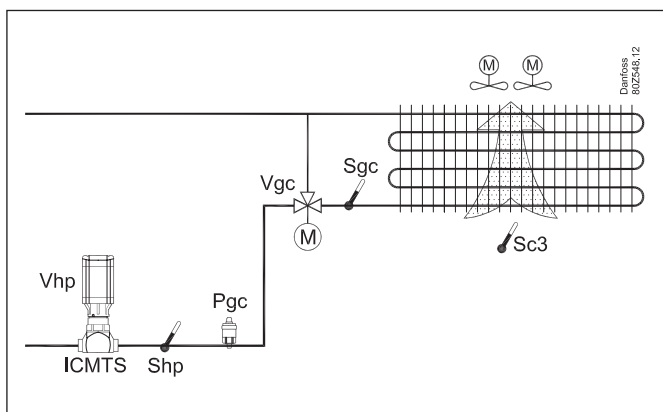 M
M
Danfoss
80Z548.12
Sgc
Vgc
M
Sc3
Vhp
Pgc
ICMTS
Shp